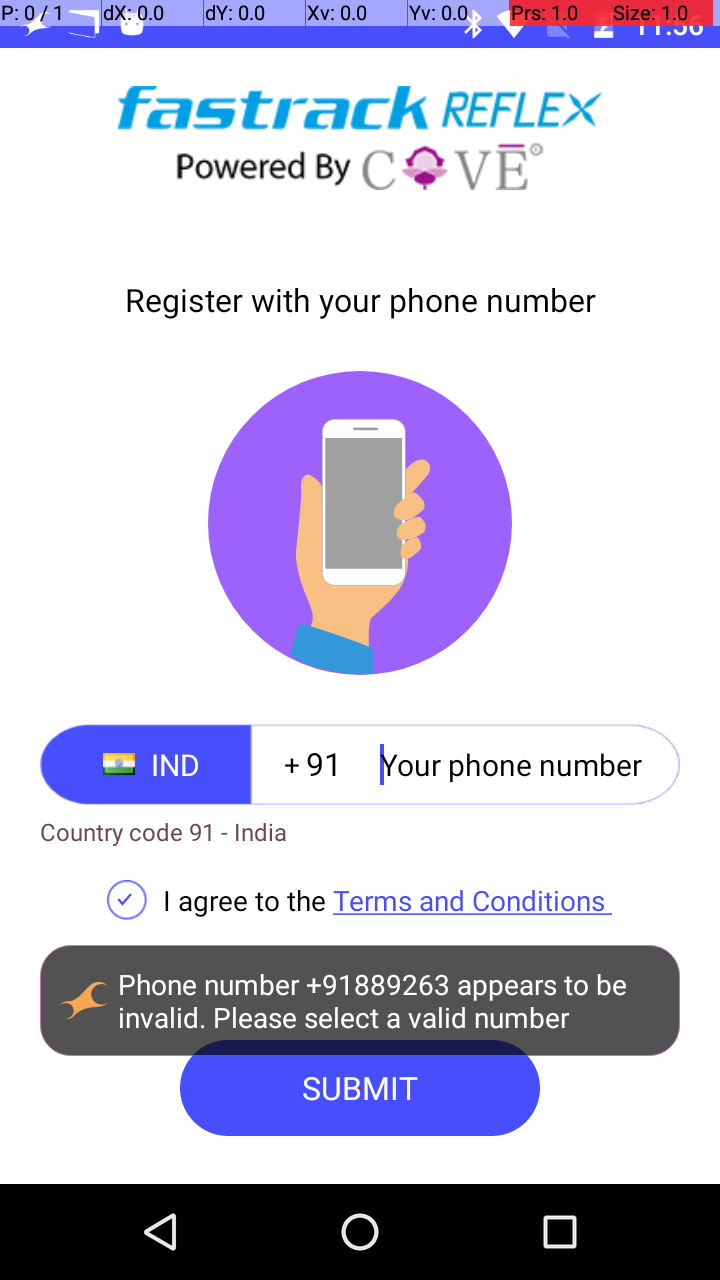 P: 0 / 1 dX: 0.0 dY: 0.0 Xv: 0.0 Yv: 0.0 Prs: 1.0 Size: 1.0
11:56
fastrack REFLEX
Powered By COVE®
Register with your phone number
IND + 91 Your phone number
Country code 91 - India
I agree to the Terms and Conditions
Phone number +91889263 appears to be
invalid. Please select a valid number
SUBMIT